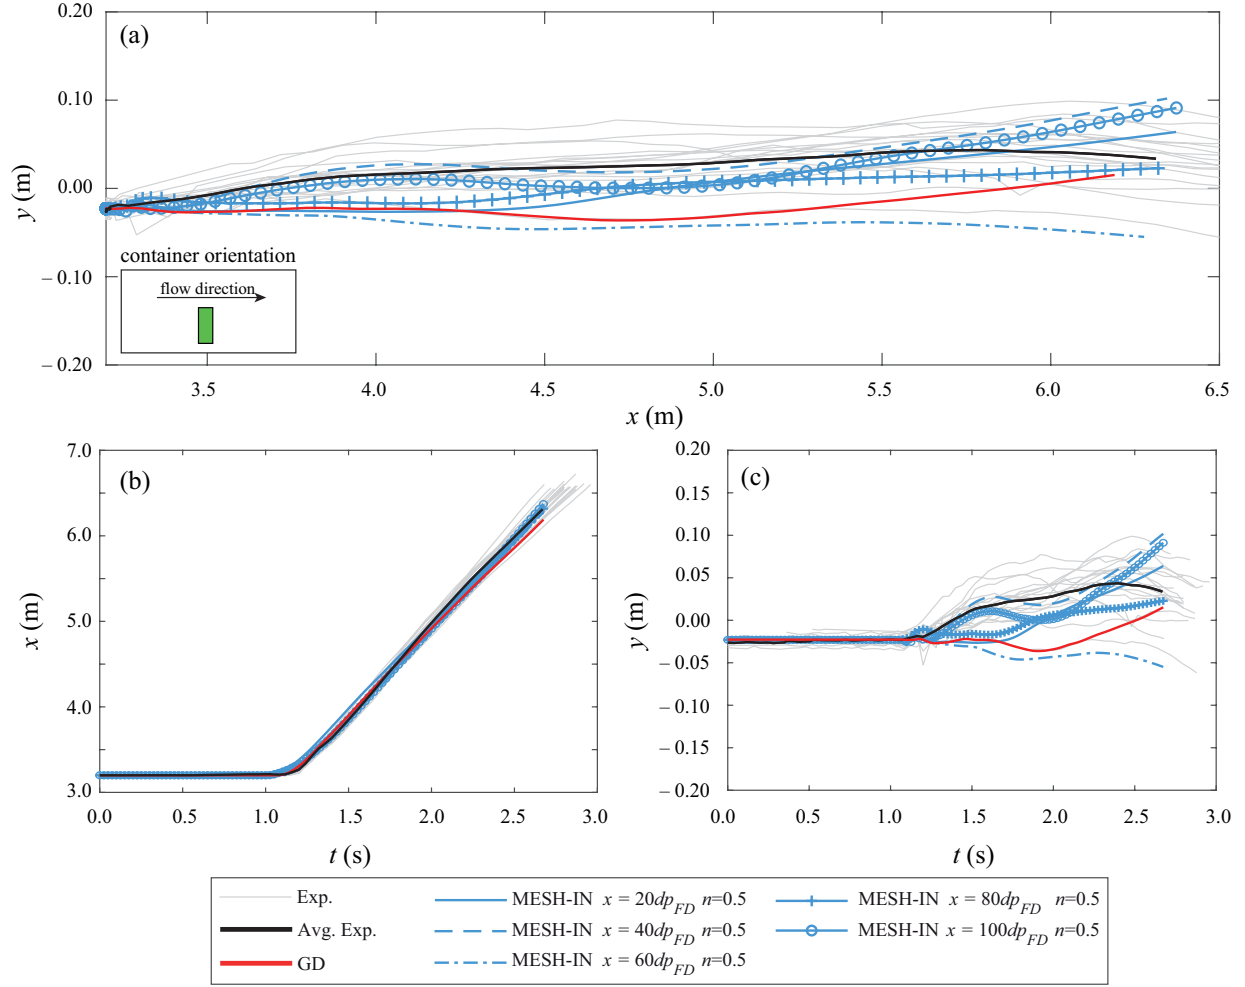 (a)
0.20
0.10
0.00
– 0.10
– 0.20
y (m)
container orientation
flow direction
3.5
4.0
4.5
5.0
5.5
6.0
6.5
x (m)
(b)
7.0
6.0
5.0
4.0
3.0
x (m)
0.0
0.5
1.0
1.5
2.0
2.5
3.0
t (s)
(c)
0.20
0.15
0.10
0.05
0.00
– 0.05
– 0.10
– 0.15
– 0.20
y (m)
0.0
0.5
1.0
1.5
2.0
2.5
3.0
t (s)
Exp.
Avg. Exp.
GD
MESH-IN x = 20dp_FD n=0.5
MESH-IN x = 40dp_FD n=0.5
MESH-IN x = 60dp_FD n=0.5
MESH-IN x = 80dp_FD n=0.5
MESH-IN x = 100dp_FD n=0.5